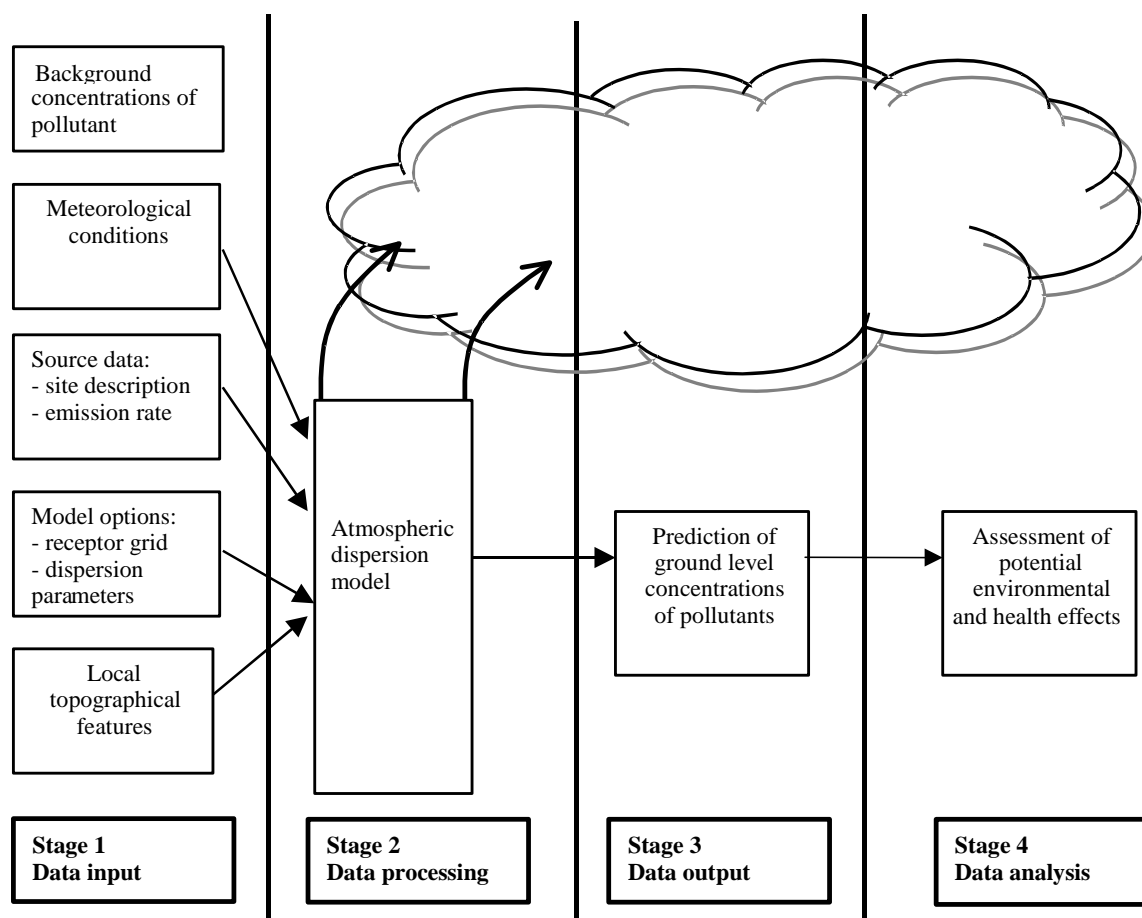 Background
concentrations of
pollutant
Meteorological
conditions
Source data:
- site description
- emission rate
Model options:
- receptor grid
- dispersion
parameters
Local
topographical
features
Atmospheric
dispersion
model
Prediction of
ground level
concentrations
of pollutants
Assessment of
potential
environmental
and health effects
Stage 1
Data input
Stage 2
Data processing
Stage 3
Data output
Stage 4
Data analysis